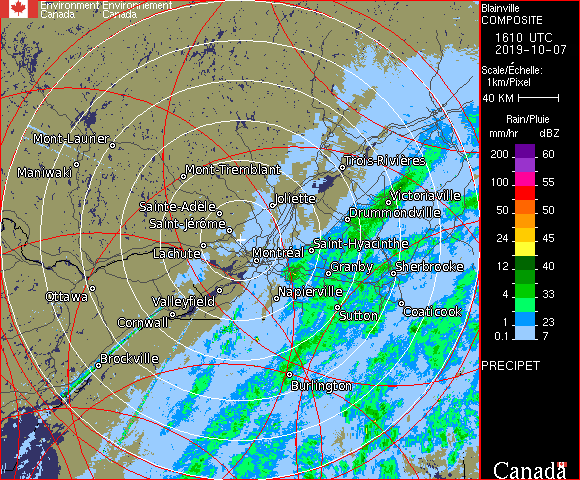 Environment Environnement
Canada Canada
Blainville
COMPOSITE
1610 UTC
2019-10-07
Scale/Échelle:
1km/Pixel
40 KM
Rain/Pluie
mm/hr dBZ
200 60
100 55
50 50
24 45
12 40
4 33
1 23
0.1 7
PRECIPET
Canada
Mont-Laurier
Maniwaki
Mont-Tremblant
Trois-Rivières
Sainte-Adèle
Joliette
Victoriaville
Drummondville
Saint-Jérôme
Lachute
Montréal
Saint-Hyacinthe
Granby
Sherbrooke
Ottawa
Valleyfield
Napierville
Cornwall
Sutton
Coaticook
Brockville
Burlington